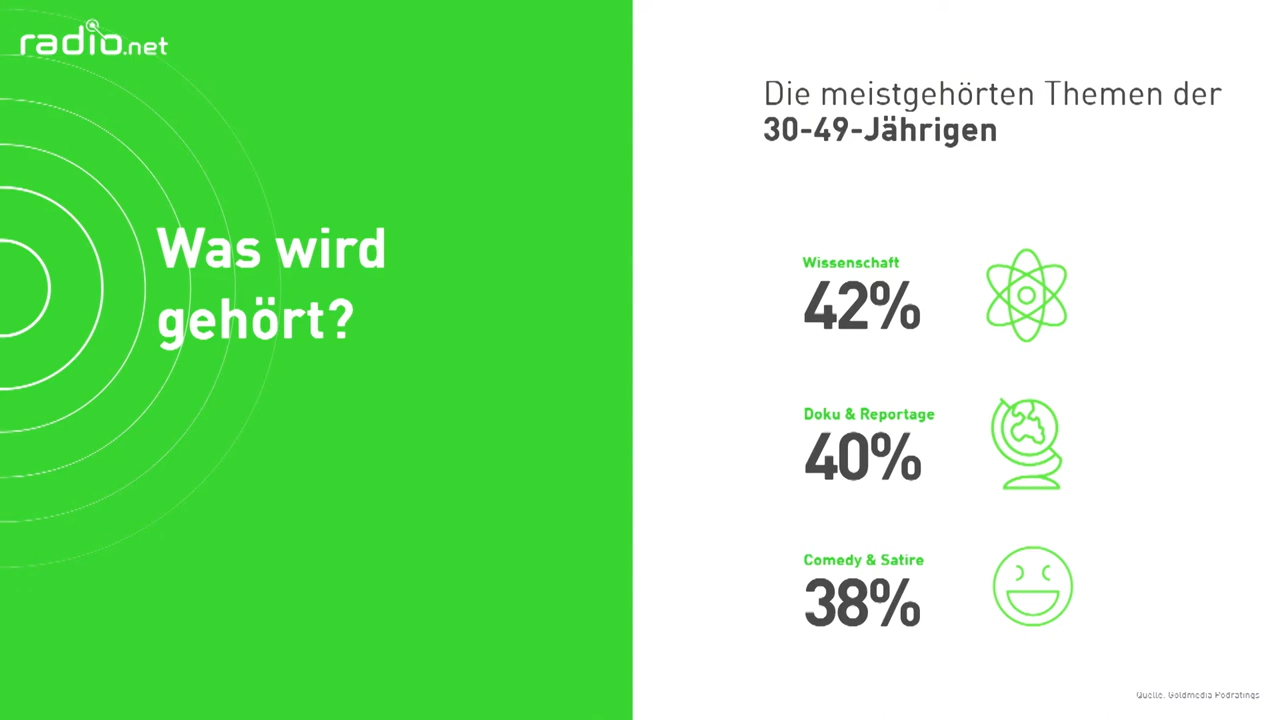 radio.net
Was wird
gehört?
Die meistgehörten Themen der
30-49-Jährigen
Wissenschaft
42%
Doku & Reportage
40%
Comedy & Satire
38%
Quelle: Goldmedia Podratings